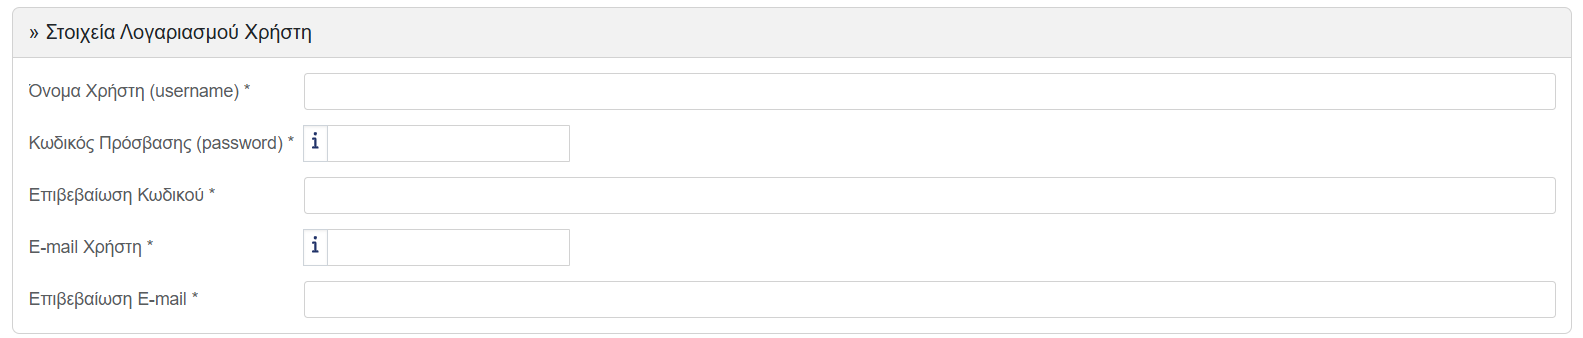 » Στοιχεία Λογαριασμού Χρήστη
Όνομα Χρήστη (username) *
Κωδικός Πρόσβασης (password) *
Επιβεβαίωση Κωδικού *
E-mail Χρήστη *
Επιβεβαίωση E-mail *